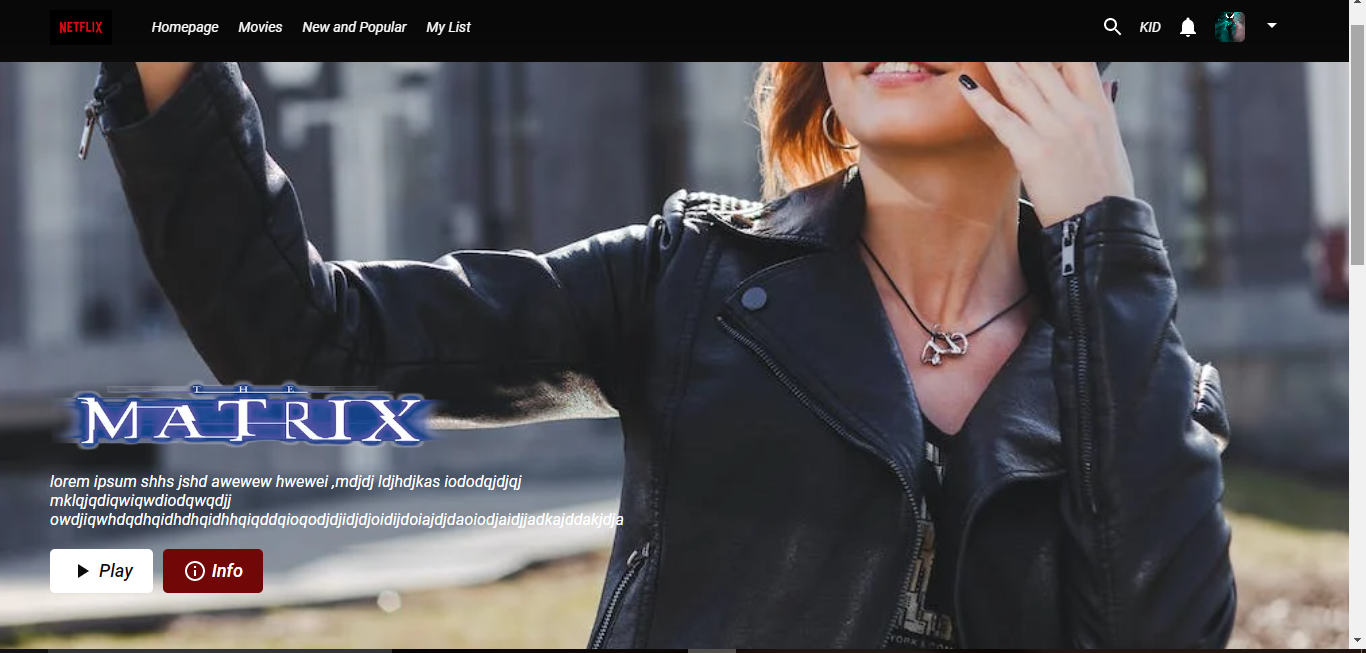 NETFLIX
Homepage Movies New and Popular My List
KID
THE
MATRIX
lorem ipsum shhs jshd awewew hwewei ,mdjdj ldjhdjkas iododqjdjqj
mklqjqdiqwiqwdiodqwqdjj
owdjiqwhdqdhqidhdhqidhhqiqddqioqodjdjidjdjoidijdoiajdjdaoiodjaidjjadkajddakjdja
Play Info